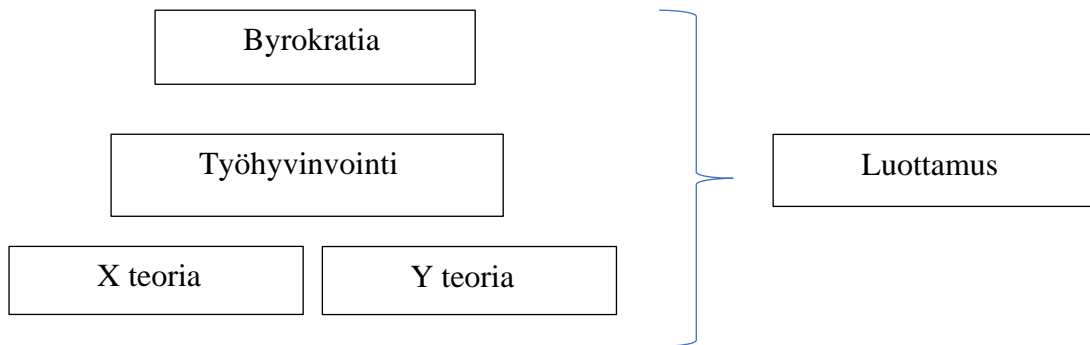 Byrokratia
Työhyvinvointi
Luottamus
X teoria
Y teoria